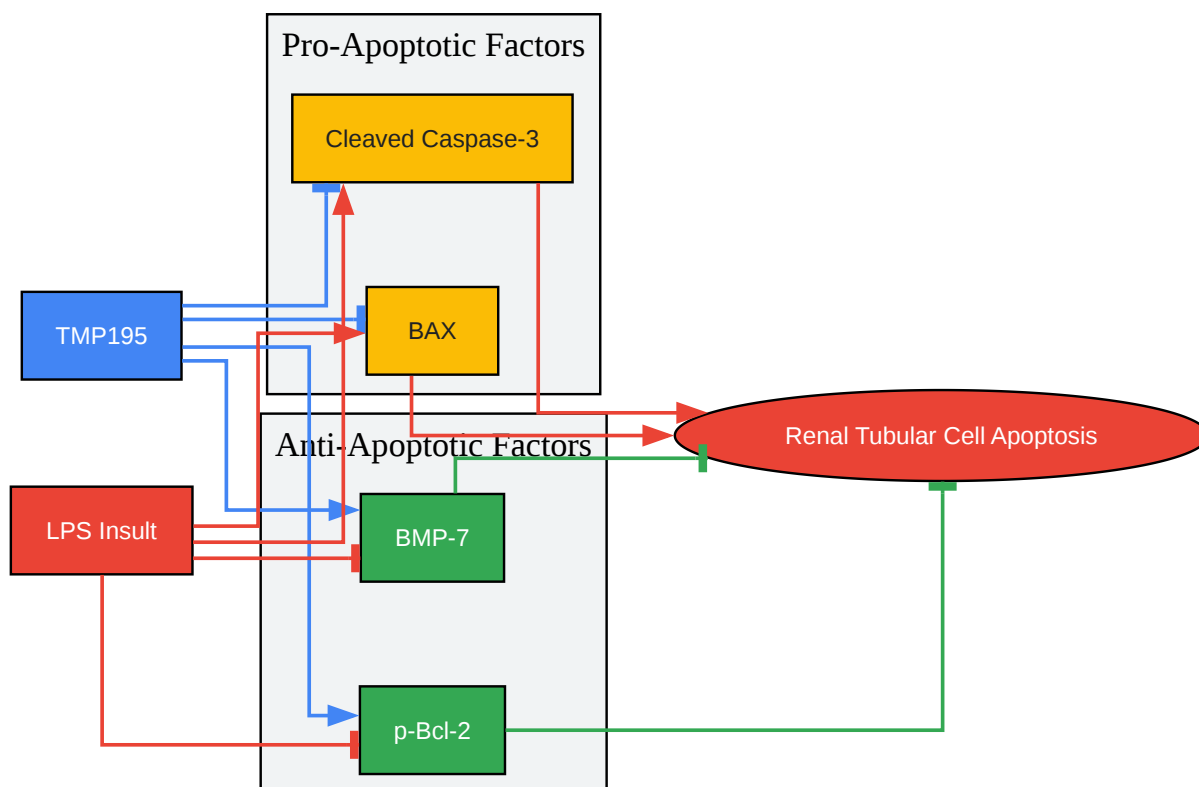 Pro-Apoptotic Factors
Cleaved Caspase-3
TMP195
BAX
Renal Tubular Cell Apoptosis
Anti-Apoptotic Factors
LPS Insult
BMP-7
p-Bcl-2